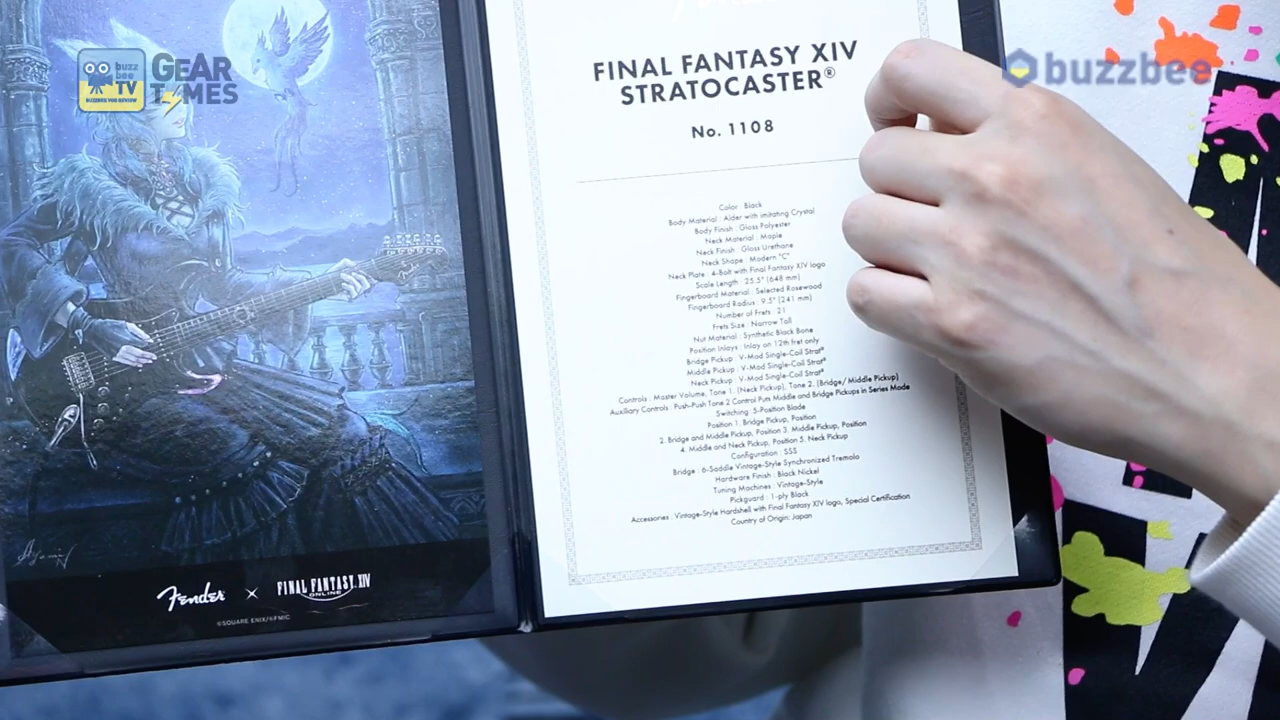 buzz
bee
TV
BUZZBEE YOU REVIEW
GEAR
TIMES
buzzbee
Fender
FINAL FANTASY XIV
STRATOCASTER®
No. 1108
Color : Black
Body Material : Alder with imitating Crystal
Body Finish : Gloss Polyester
Neck Material : Maple
Neck Finish : Gloss Urethane
Neck Shape : Modern "C"
Neck Plate : 4-Bolt with Final Fantasy XIV logo
Scale Length : 25.5" (648 mm)
Fingerboard Material : Selected Rosewood
Fingerboard Radius : 9.5" (241 mm)
Number of Frets : 21
Frets Size : Narrow Tall
Nut Material : Synthetic Black Bone
Position Inlays : Inlay on 12th fret only
Bridge Pickup : V-Mod Single-Coil Strat®
Middle Pickup : V-Mod Single-Coil Strat®
Neck Pickup : V-Mod Single-Coil Strat®
Controls : Master Volume, Tone 1. (Neck Pickup), Tone 2. (Bridge/ Middle Pickup)
Auxiliary Controls : Push-Push Tone 2 Control Puts Middle and Bridge Pickups in Series Mode
Switching : 5-Position Blade
Position 1. Bridge Pickup, Position
2. Bridge and Middle Pickup, Position 3. Middle Pickup, Position
4. Middle and Neck Pickup, Position 5. Neck Pickup
Configuration : SSS
Bridge : 6-Saddle Vintage-Style Synchronized Tremolo
Hardware Finish : Black Nickel
Tuning Machines : Vintage-Style
Pickguard : 1-ply Black
Accessories : Vintage-Style Hardshell with Final Fantasy XIV logo, Special Certification
Country of Origin: Japan
Fender × FINAL FANTASY XIV
ONLINE
©SQUARE ENIX/®FMIC